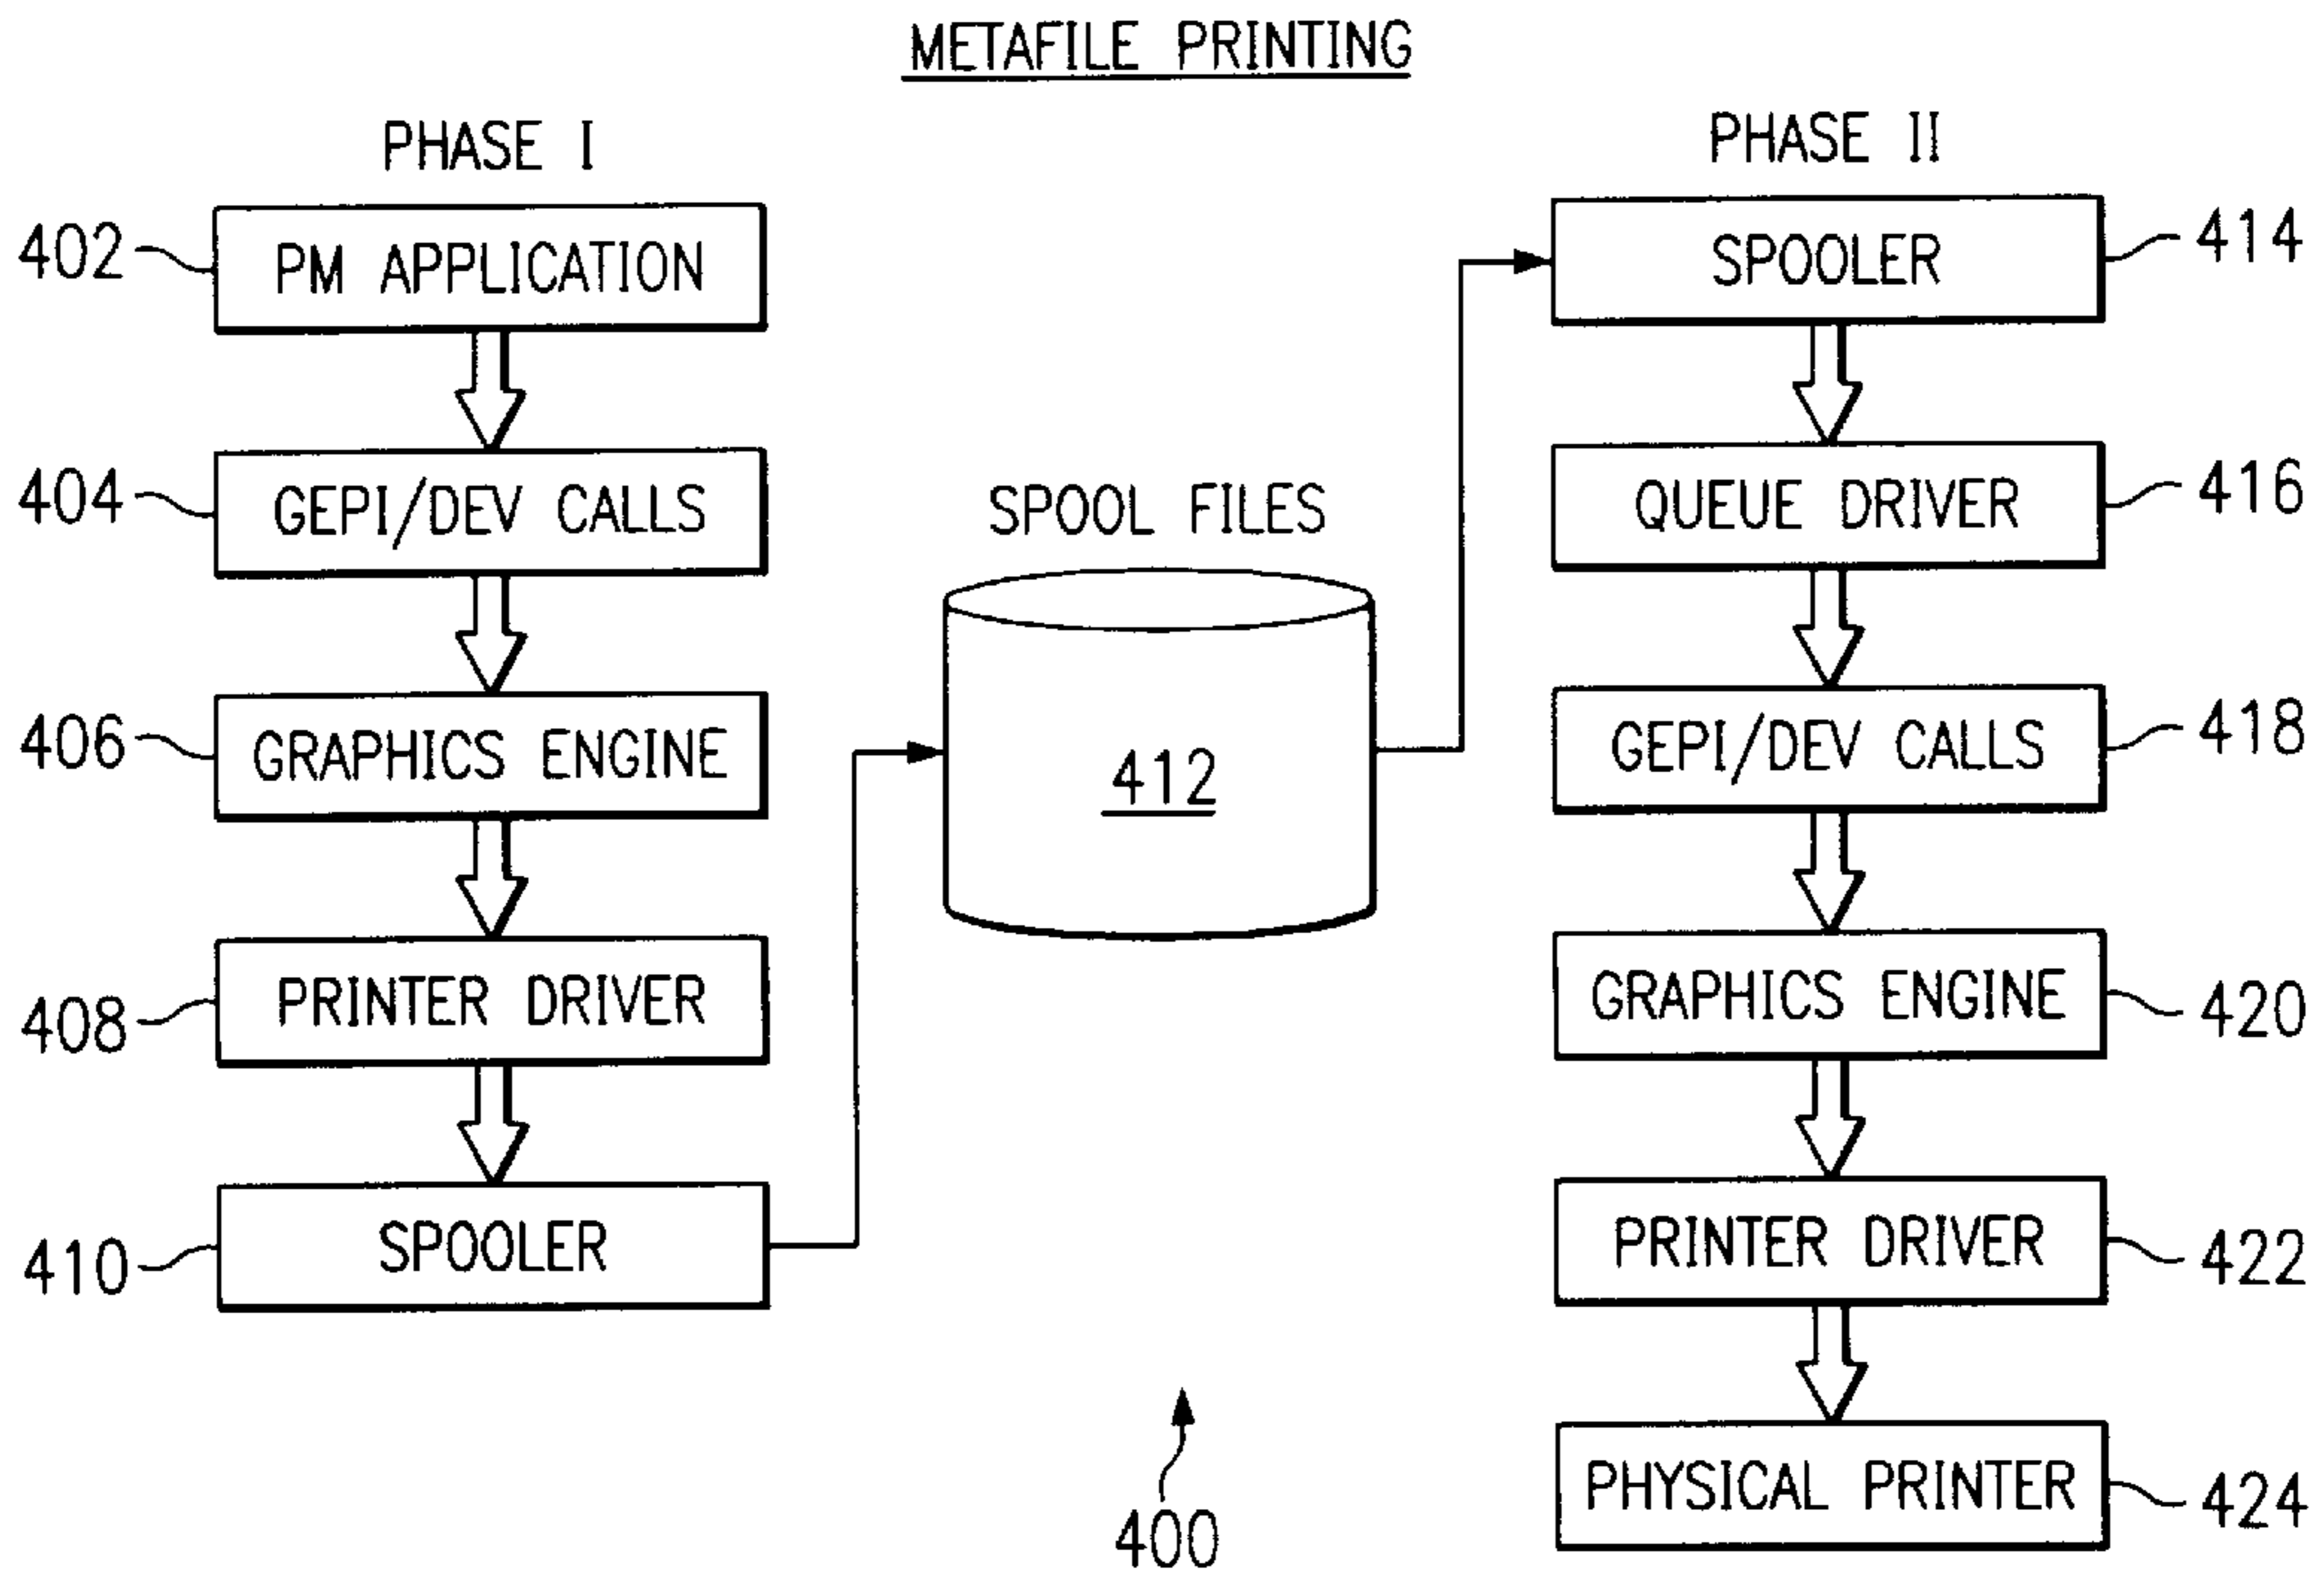 METAFILE PRINTING
PHASE I
402
PM APPLICATION
404
GEPI/DEV CALLS
406
GRAPHICS ENGINE
408
PRINTER DRIVER
410
SPOOLER
SPOOL FILES
412
400
PHASE II
SPOOLER
414
QUEUE DRIVER
416
GEPI/DEV CALLS
418
GRAPHICS ENGINE
420
PRINTER DRIVER
422
PHYSICAL PRINTER
424